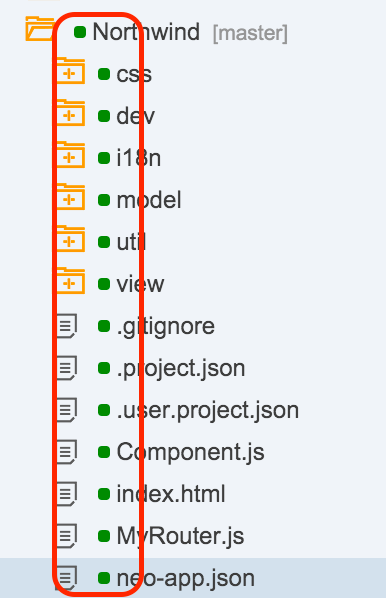 Northwind [master]
css
dev
i18n
model
util
view
.gitignore
.project.json
.user.project.json
Component.js
index.html
MyRouter.js
neo-app.json